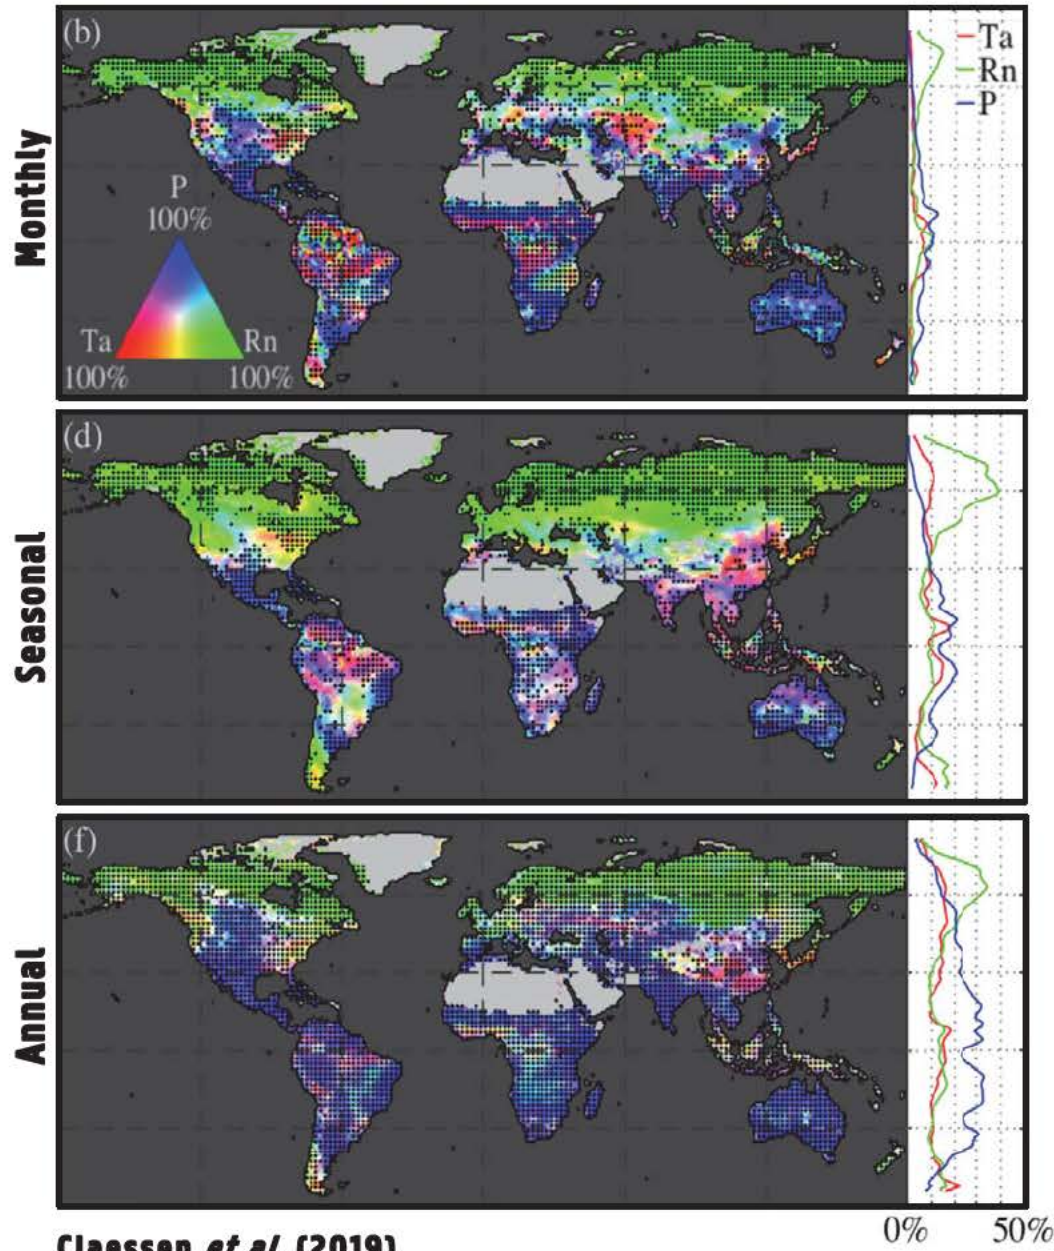 Monthly
(b)
P
100%
Ta
Rn
100%
100%
Ta
Rn
P
Seasonal
(d)
Annual
(f)
0%
50%
Claessen et al. (2019)